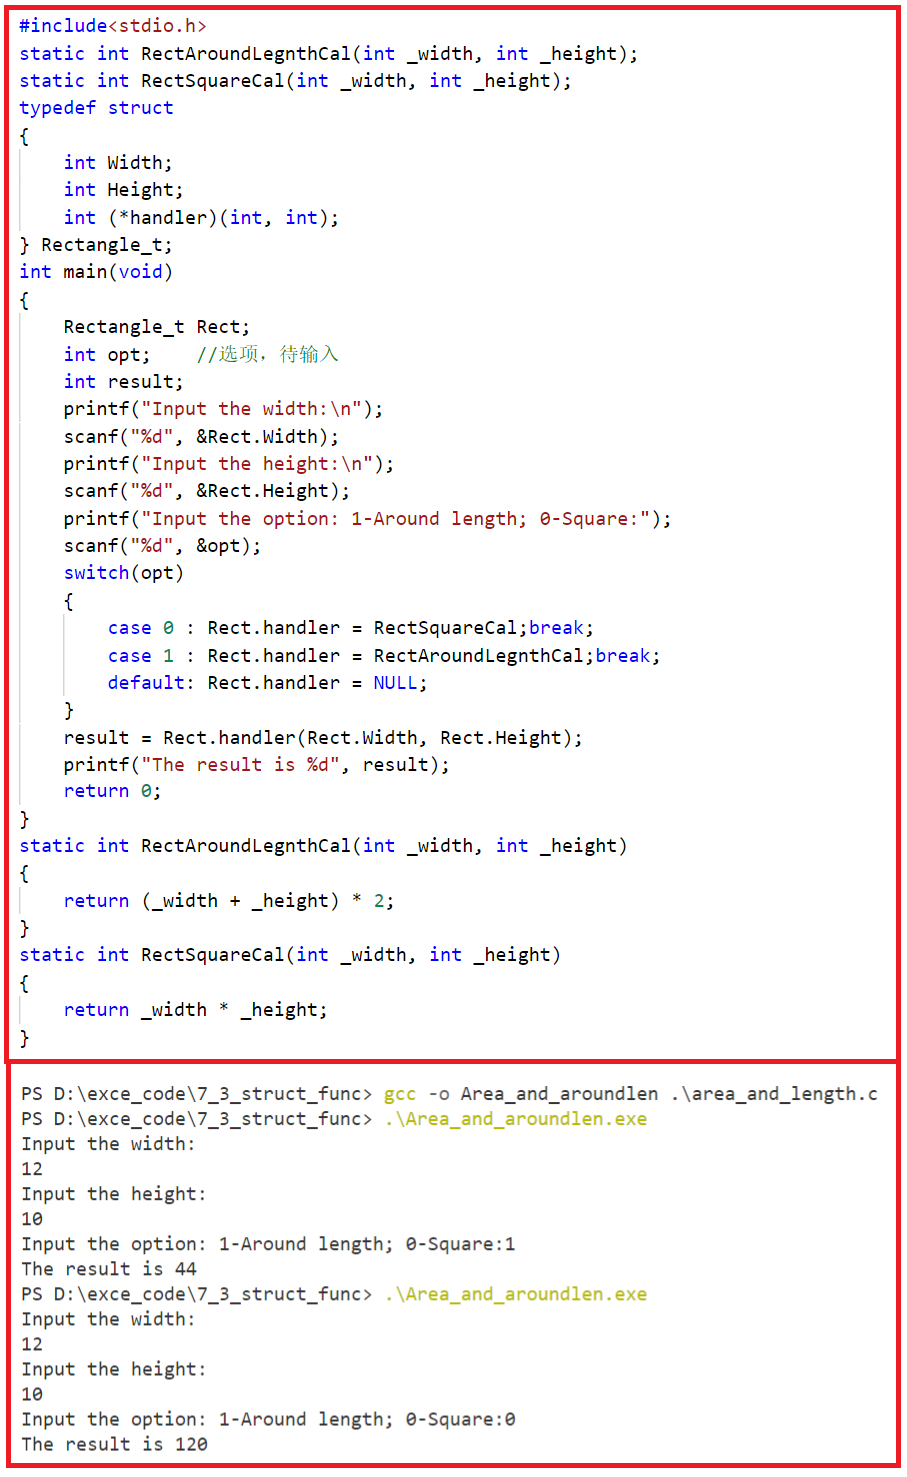 #include<stdio.h>
static int RectAroundLegnthCal(int _width, int _height);
static int RectSquareCal(int _width, int _height);
typedef struct
{
    int Width;
    int Height;
    int (*handler)(int, int);
} Rectangle_t;
int main(void)
{
    Rectangle_t Rect;
    int opt;    //选项，待输入
    int result;
    printf("Input the width:\n");
    scanf("%d", &Rect.Width);
    printf("Input the height:\n");
    scanf("%d", &Rect.Height);
    printf("Input the option: 1-Around length; 0-Square:");
    scanf("%d", &opt);
    switch(opt)
    {
        case 0 : Rect.handler = RectSquareCal;break;
        case 1 : Rect.handler = RectAroundLegnthCal;break;
        default: Rect.handler = NULL;
    }
    result = Rect.handler(Rect.Width, Rect.Height);
    printf("The result is %d", result);
    return 0;
}
static int RectAroundLegnthCal(int _width, int _height)
{
    return (_width + _height) * 2;
}
static int RectSquareCal(int _width, int _height)
{
    return _width * _height;
}
PS D:\exce_code\7_3_struct_func> gcc -o Area_and_aroundlen .\area_and_length.c
PS D:\exce_code\7_3_struct_func> .\Area_and_aroundlen.exe
Input the width:
12
Input the height:
10
Input the option: 1-Around length; 0-Square:1
The result is 44
PS D:\exce_code\7_3_struct_func> .\Area_and_aroundlen.exe
Input the width:
12
Input the height:
10
Input the option: 1-Around length; 0-Square:0
The result is 120